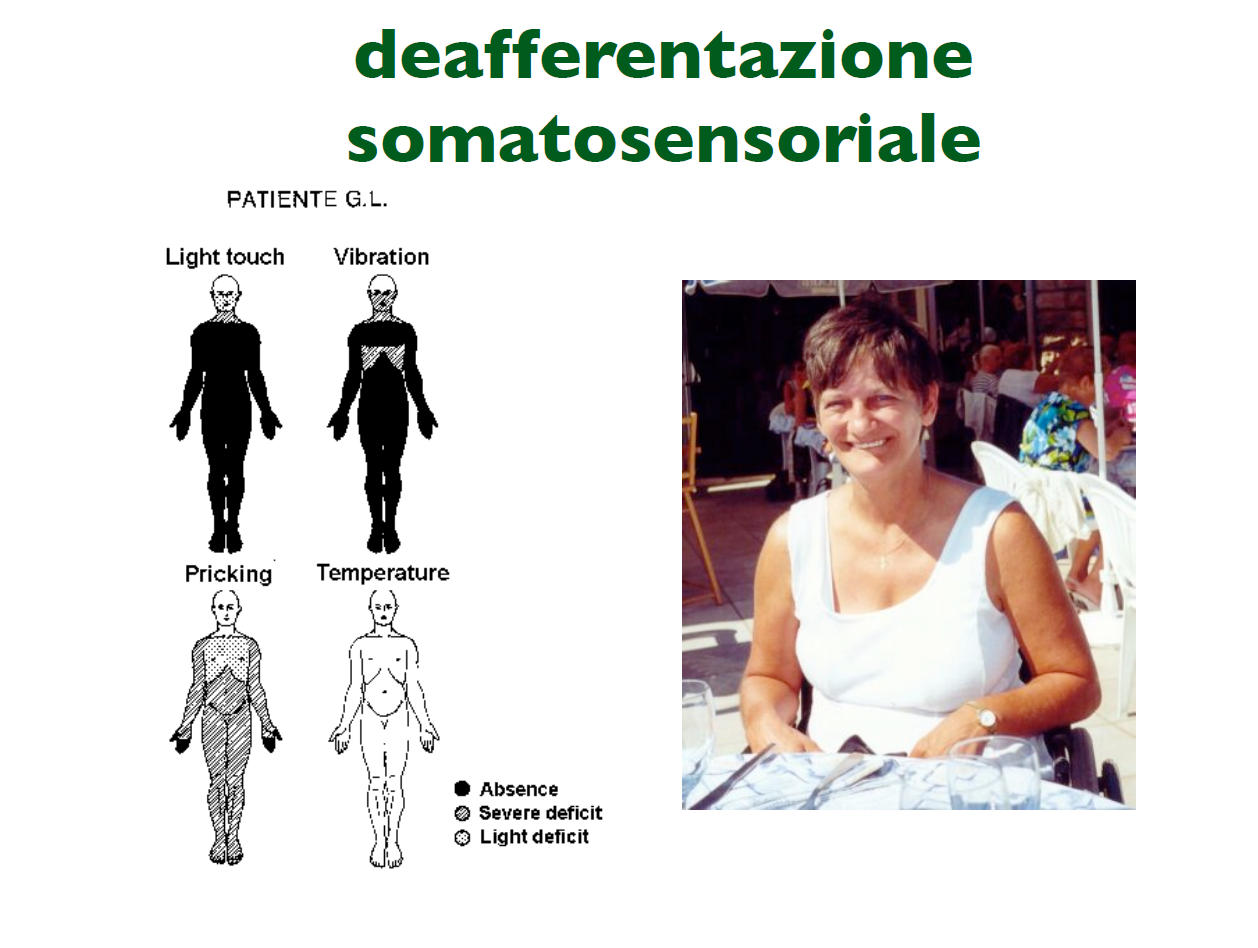 deafferentazione
somatosensoriale
PATIENTE G.L.
Light touch
Vibration
Pricking
Temperature
Absence
Severe deficit
Light deficit